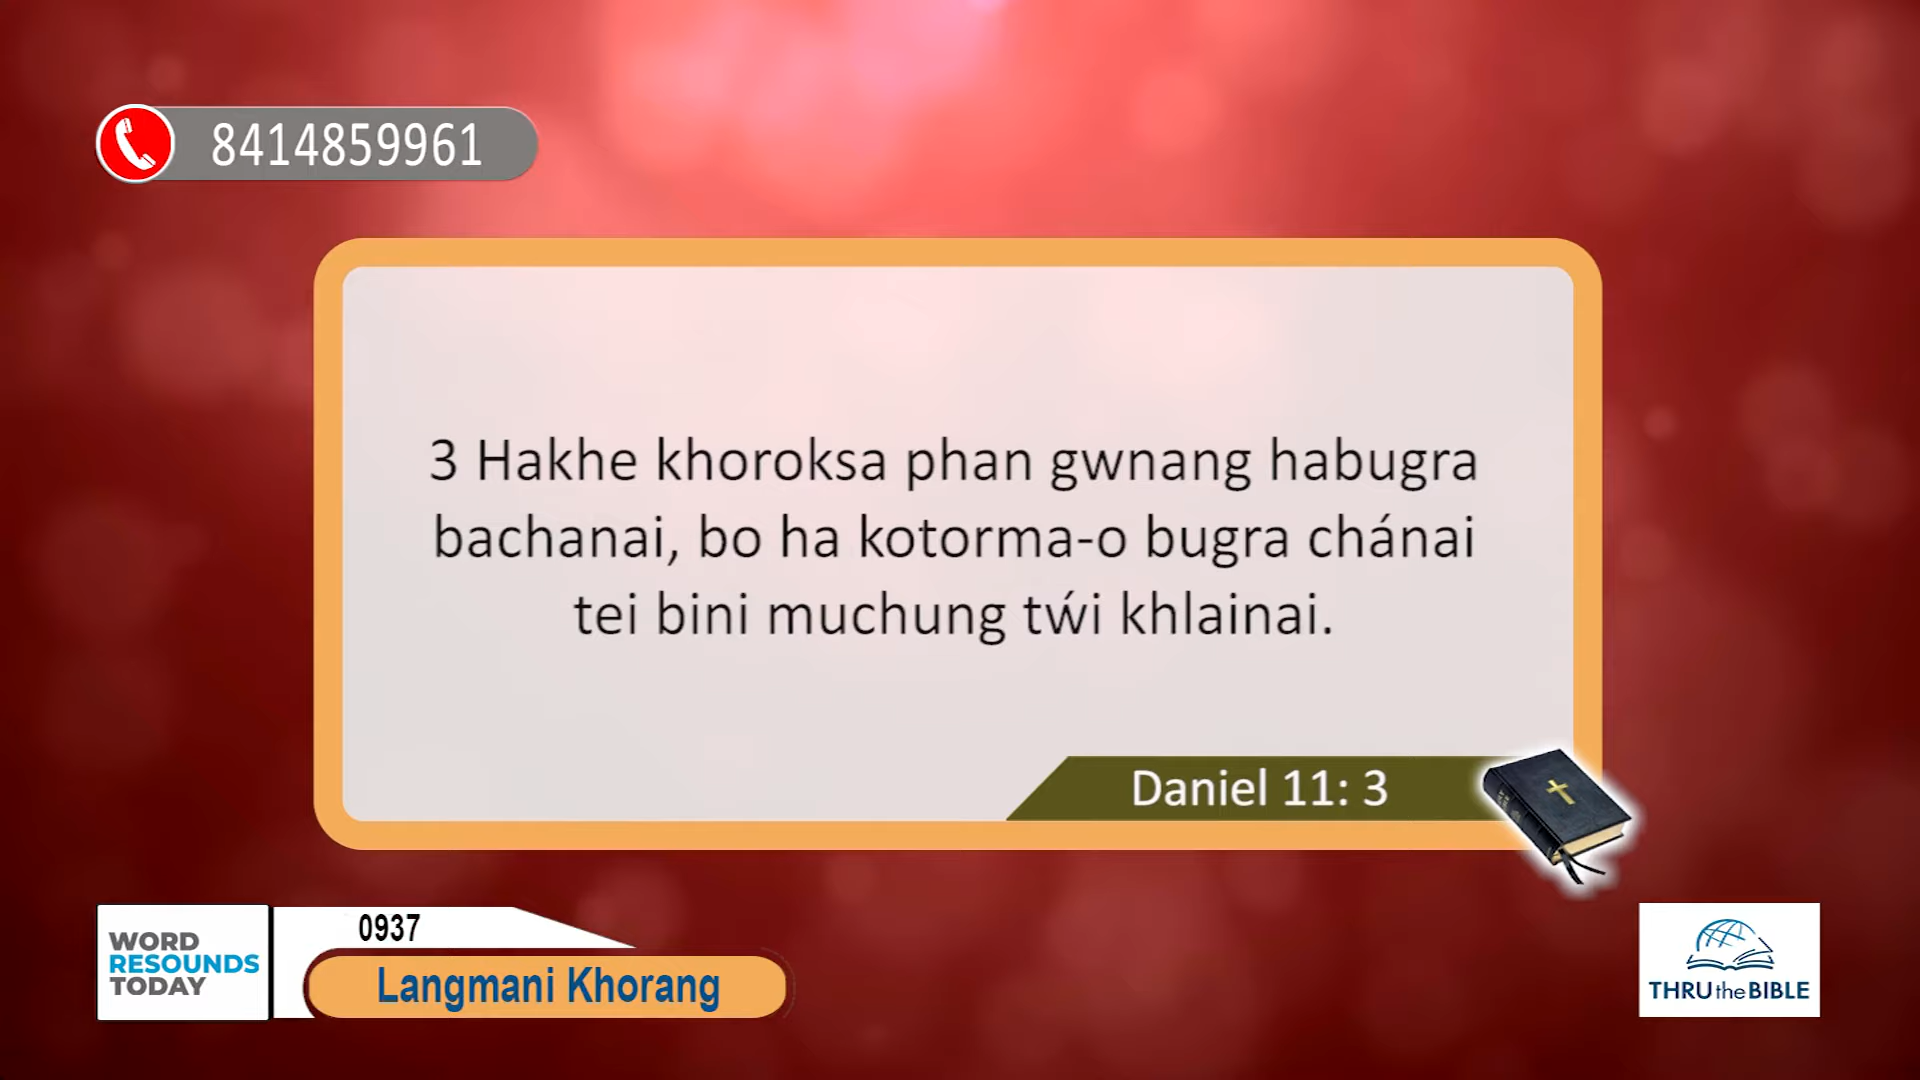 8414859961
3 Hakhe khoroksa phan gwnang habugra
bachanai, bo ha kotorma-o bugra chánai
tei bini muchung tẃi khlainai.
Daniel 11: 3
WORD
RESOUNDS
TODAY
0937
Langmani Khorang
THRU the BIBLE